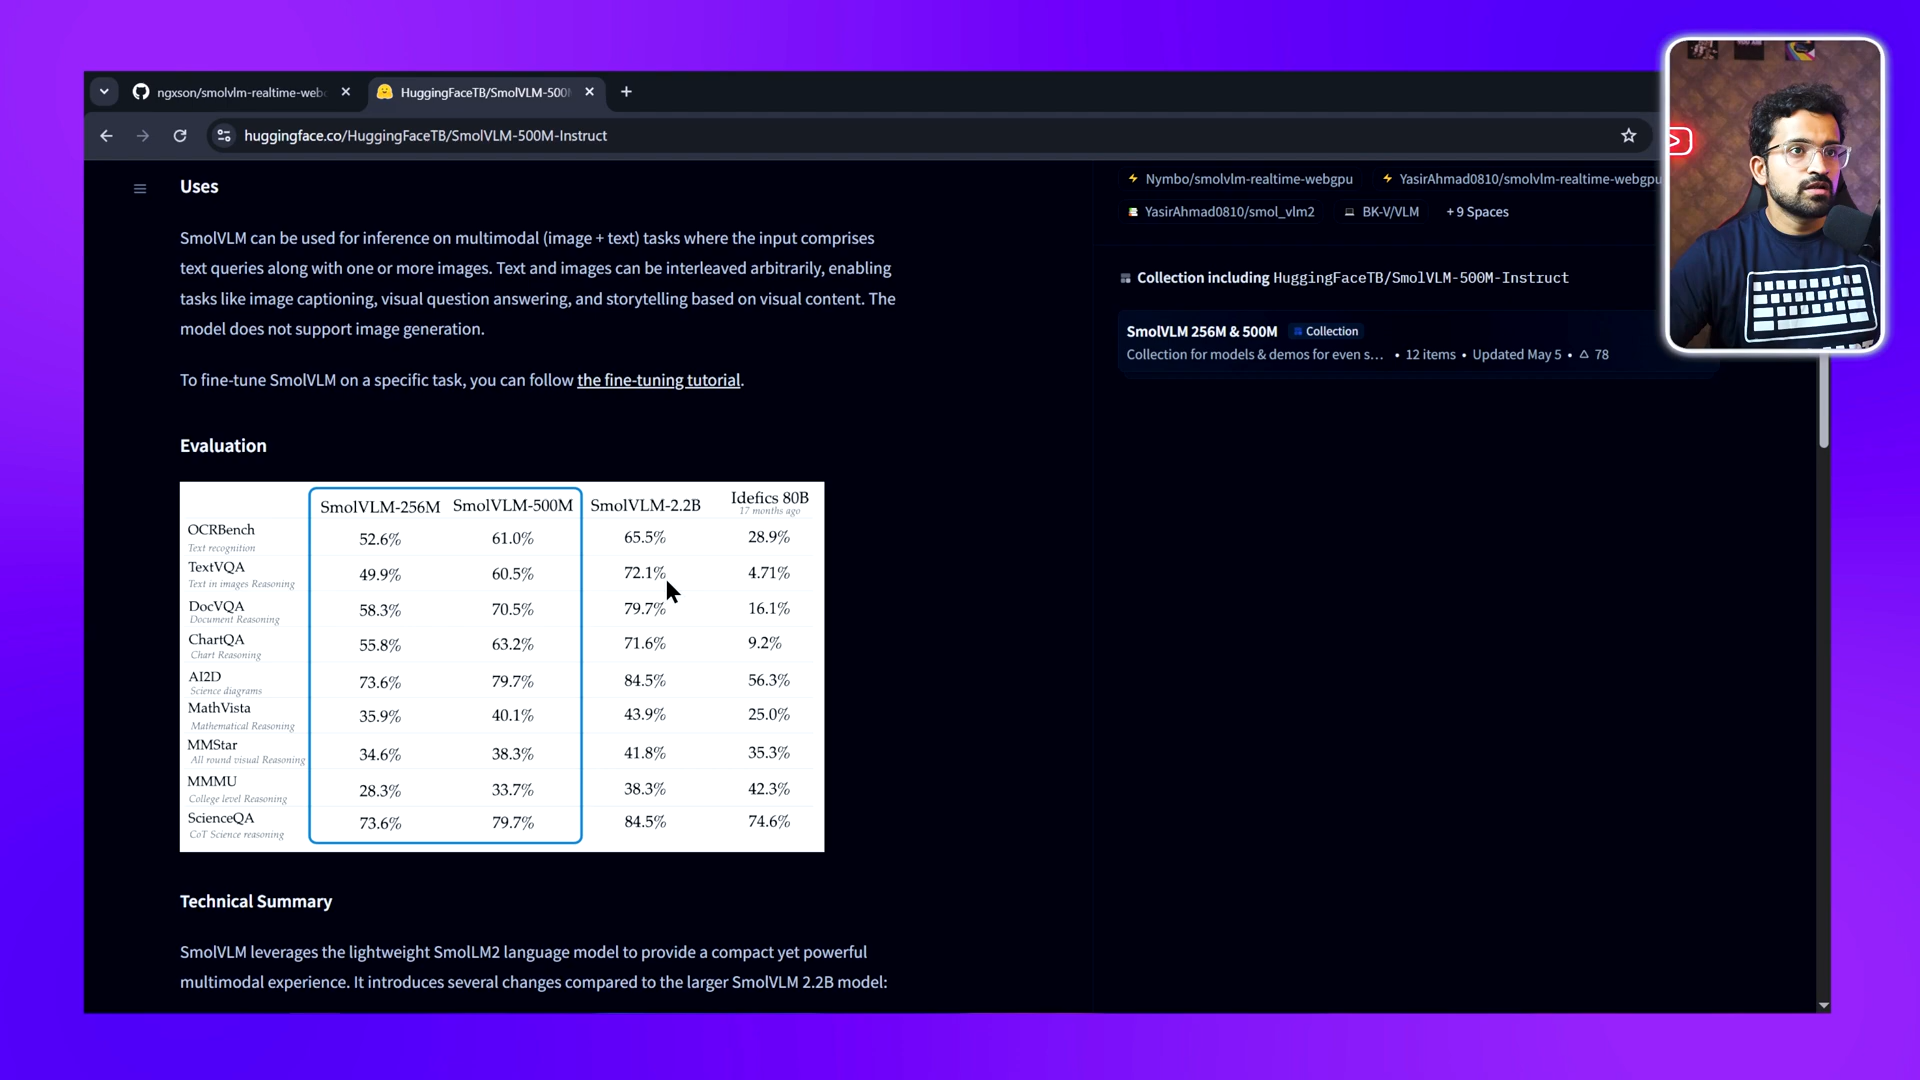 ngxson/smolvlm-realtime-web
HuggingFaceTB/SmolVLM-500
huggingface.co/HuggingFaceTB/SmolVLM-500M-Instruct
Uses
SmolVLM can be used for inference on multimodal (image + text) tasks where the input comprises
text queries along with one or more images. Text and images can be interleaved arbitrarily, enabling
tasks like image captioning, visual question answering, and storytelling based on visual content. The
model does not support image generation.
To fine-tune SmolVLM on a specific task, you can follow the fine-tuning tutorial.
Evaluation
SmolVLM-256M SmolVLM-500M SmolVLM-2.2B Idefics 80B
17 months ago
OCRBench 52.6% 61.0% 65.5% 28.9%
Text recognition
TextVQA 49.9% 60.5% 72.1% 4.71%
Text in images Reasoning
DocVQA 58.3% 70.5% 79.7% 16.1%
Document Reasoning
ChartQA 55.8% 63.2% 71.6% 9.2%
Chart Reasoning
AI2D 73.6% 79.7% 84.5% 56.3%
Science diagrams
MathVista 35.9% 40.1% 43.9% 25.0%
Mathematical Reasoning
MMStar 34.6% 38.3% 41.8% 35.3%
All round visual Reasoning
MMMU 28.3% 33.7% 38.3% 42.3%
College level Reasoning
ScienceQA 73.6% 79.7% 84.5% 74.6%
CoT Science reasoning
Technical Summary
SmolVLM leverages the lightweight SmolLM2 language model to provide a compact yet powerful
multimodal experience. It introduces several changes compared to the larger SmolVLM 2.2B model:
Nymbo/smolvlm-realtime-webgpu YasirAhmad0810/smolvlm-realtime-webgpu
YasirAhmad0810/smol_vlm2 BK-V/VLM + 9 Spaces
Collection including HuggingFaceTB/SmolVLM-500M-Instruct
SmolVLM 256M & 500M Collection
Collection for models & demos for even s... • 12 items • Updated May 5 • 78